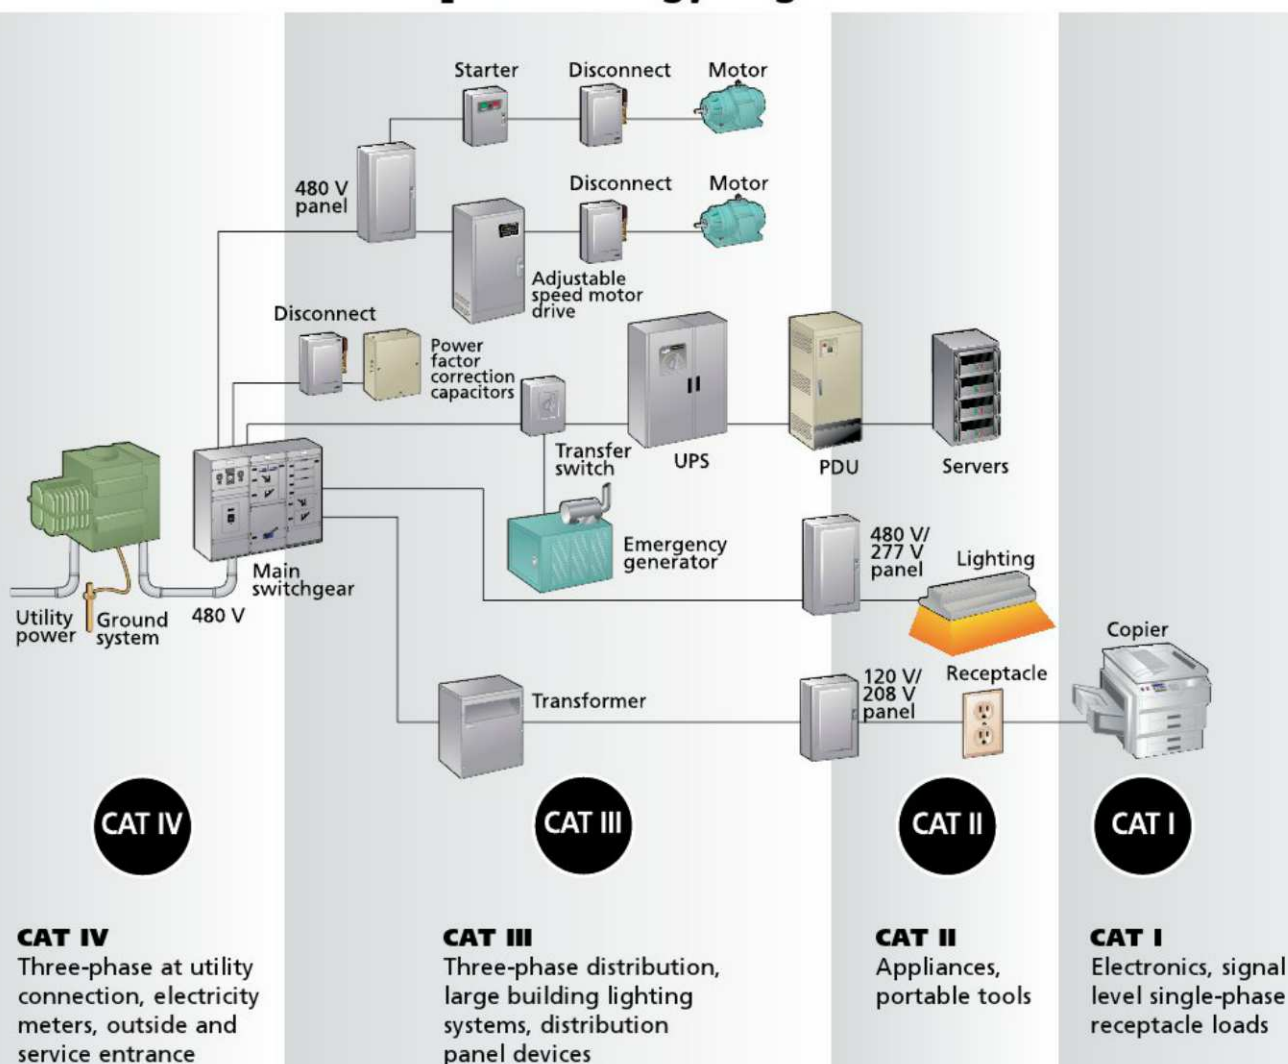 Starter
Disconnect
Motor
480 V
panel
Disconnect
Motor
Adjustable
speed motor
drive
Disconnect
Power
factor
correction
capacitors
Transfer
switch
UPS
PDU
Servers
Emergency
generator
480 V/
277 V
panel
Lighting
Main
switchgear
Utility
power
Ground
system
480 V
Copier
Transformer
120 V/
208 V
panel
Receptacle
CAT IV
CAT III
CAT II
CAT I
CAT IV
Three-phase at utility
connection, electricity
meters, outside and
service entrance
CAT III
Three-phase distribution,
large building lighting
systems, distribution
panel devices
CAT II
Appliances,
portable tools
CAT I
Electronics, signal
level single-phase
receptacle loads